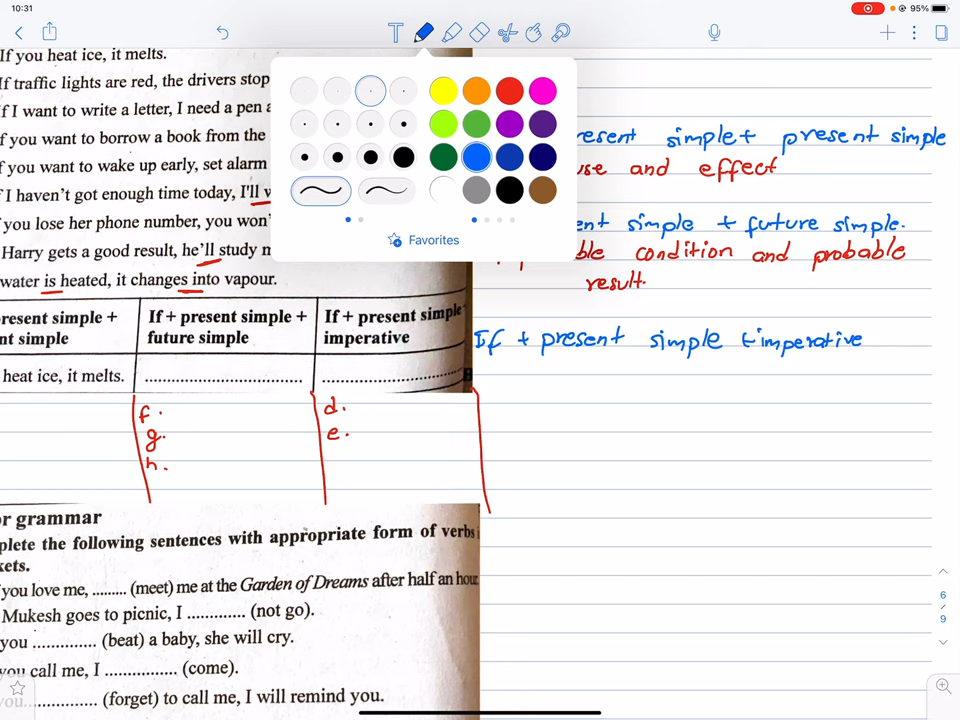 10:31
95%
If you heat ice, it melts.
If traffic lights are red, the drivers stop
If I want to write a letter, I need a pen a
f you want to borrow a book from the
f you want to wake up early, set alarm
f I haven't got enough time today, I'll
you lose her phone number, you won'
Harry gets a good result, he'll study m
water is heated, it changes into vapour.
Favorites
esent simple + present simple
use and effect
ent simple + future simple.
ble condition and probable
result.
If + present simple + imperative
resent simple +
nt simple
If + present simple +
future simple
If + present simple
imperative
heat ice, it melts.
f.
g.
h.
d.
e.
or grammar
plete the following sentences with appropriate form of verbs
kets.
you love me, ......... (meet) me at the Garden of Dreams after half an hour
Mukesh goes to picnic, I ............. (not go).
you .............. (beat) a baby, she will cry.
you call me, I ................ (come).
you ............... (forget) to call me, I will remind you.
6
/
9